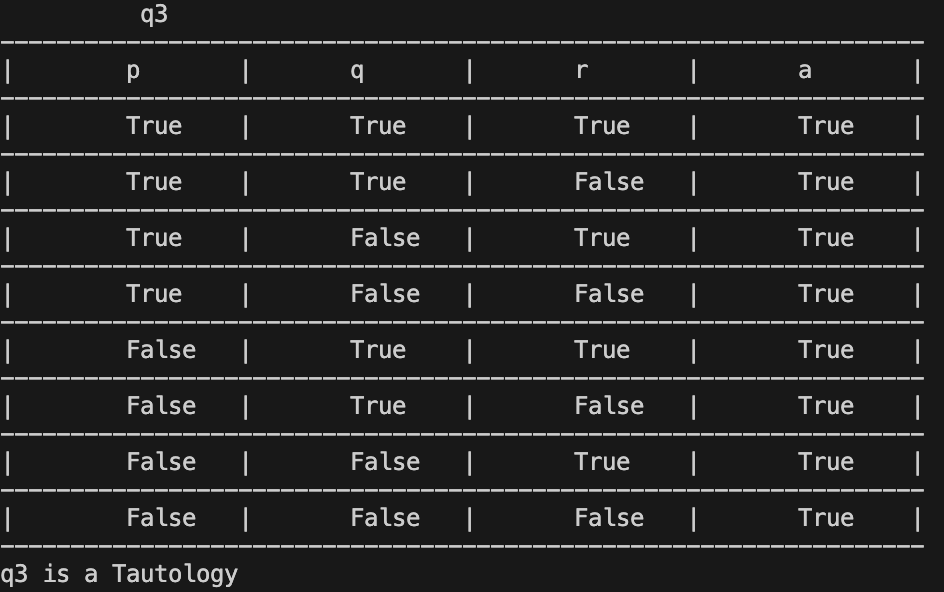 q3
| p | q | r | a |
| True | True | True | True |
| True | True | False | True |
| True | False | True | True |
| True | False | False | True |
| False | True | True | True |
| False | True | False | True |
| False | False | True | True |
| False | False | False | True |
q3 is a Tautology